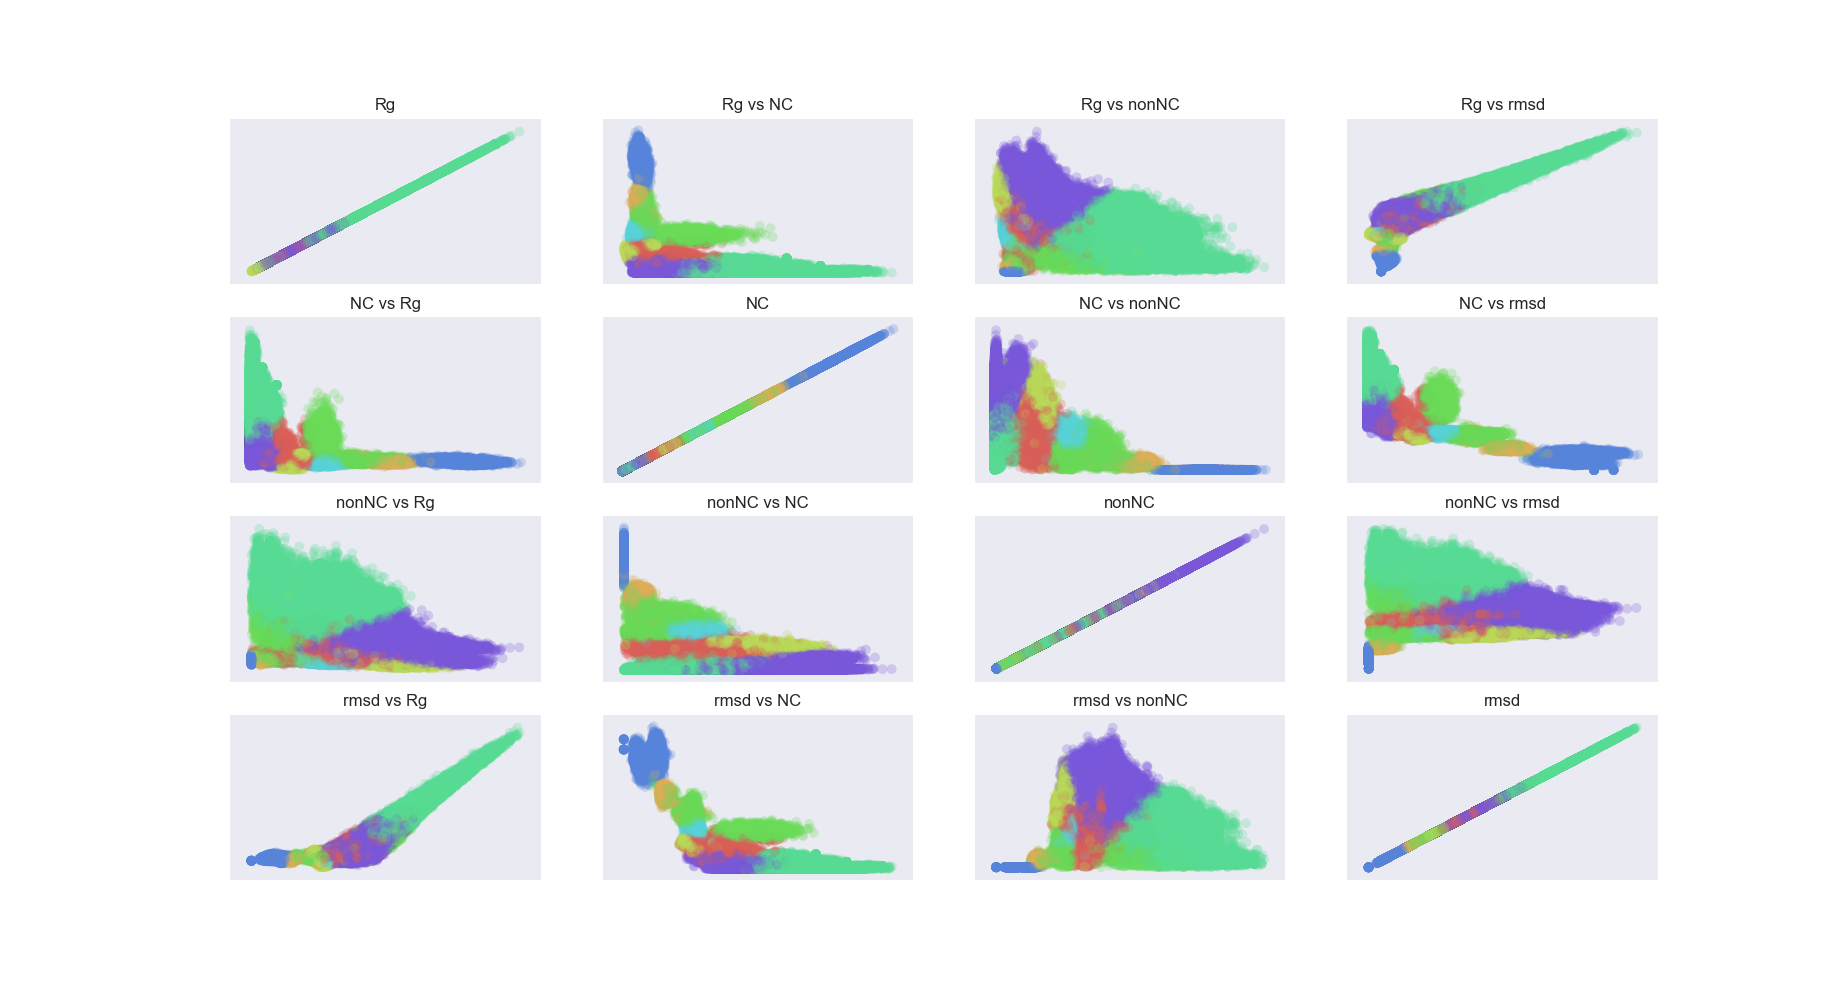 Rg
Rg vs NC
Rg vs nonNC
Rg vs rmsd
NC vs Rg
NC
NC vs nonNC
NC vs rmsd
nonNC vs Rg
nonNC vs NC
nonNC
nonNC vs rmsd
rmsd vs Rg
rmsd vs NC
rmsd vs nonNC
rmsd